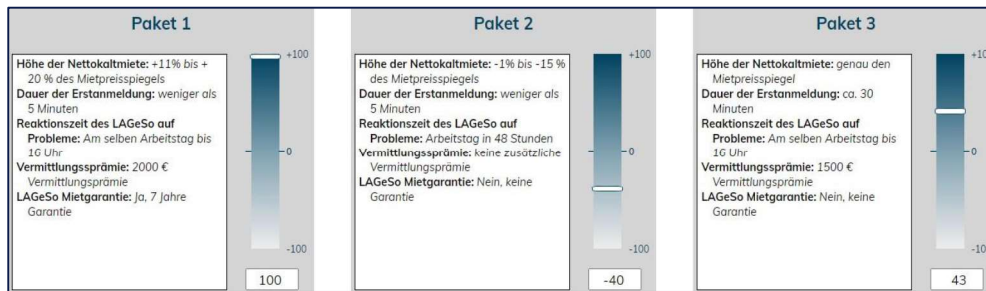 Paket 1
Höhe der Nettokaltmiete: +11% bis +
20 % des Mietpreisspiegels
Dauer der Erstanmeldung: weniger als
5 Minuten
Reaktionszeit des LAGeSo auf
Probleme: Am selben Arbeitstag bis
16 Uhr
Vermittlungssprämie: 2000 €
Vermittlungsprämie
LAGeSo Mietgarantie: Ja, 7 Jahre
Garantie
+100
0
-100
100
Paket 2
Höhe der Nettokaltmiete: -1% bis -15 %
des Mietpreisspiegels
Dauer der Erstanmeldung: weniger als
5 Minuten
Reaktionszeit des LAGeSo auf
Probleme: Arbeitstag in 48 Stunden
Vermittlungssprämie: keine zusätzliche
Vermittlungsprämie
LAGeSo Mietgarantie: Nein, keine
Garantie
+100
0
-100
-40
Paket 3
Höhe der Nettokaltmiete: genau den
Mietpreisspiegel
Dauer der Erstanmeldung: ca. 30
Minuten
Reaktionszeit des LAGeSo auf
Probleme: Am selben Arbeitstag bis
16 Uhr
Vermittlungssprämie: 1500 €
Vermittlungsprämie
LAGeSo Mietgarantie: Nein, keine
Garantie
+100
0
-100
43